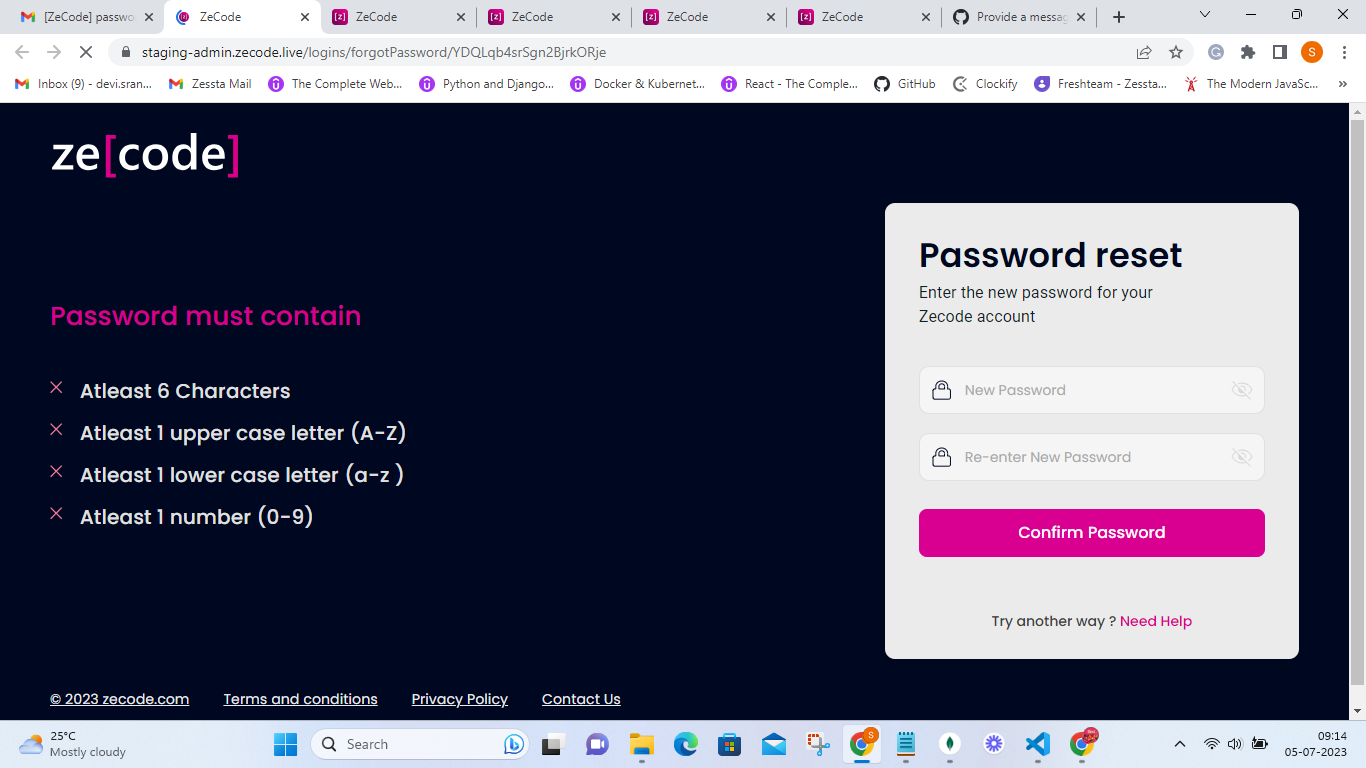 [ZeCode] passwo
ZeCode
ZeCode
ZeCode
ZeCode
ZeCode
Provide a messag
staging-admin.zecode.live/logins/forgotPassword/YDQLqb4srSgn2BjrkORje
S
Inbox (9) - devi.sran...
Zessta Mail
The Complete Web...
Python and Django...
Docker & Kubernet...
React - The Comple...
GitHub
Clockify
Freshteam - Zessta...
The Modern JavaSc...
»
ze[code]
Password must contain
Atleast 6 Characters
Atleast 1 upper case letter (A-Z)
Atleast 1 lower case letter (a-z )
Atleast 1 number (0-9)
Password reset
Enter the new password for your
Zecode account
New Password
Re-enter New Password
Confirm Password
Try another way ? Need Help
© 2023 zecode.com
Terms and conditions
Privacy Policy
Contact Us
25°C
Mostly cloudy
Search
S
09:14
05-07-2023